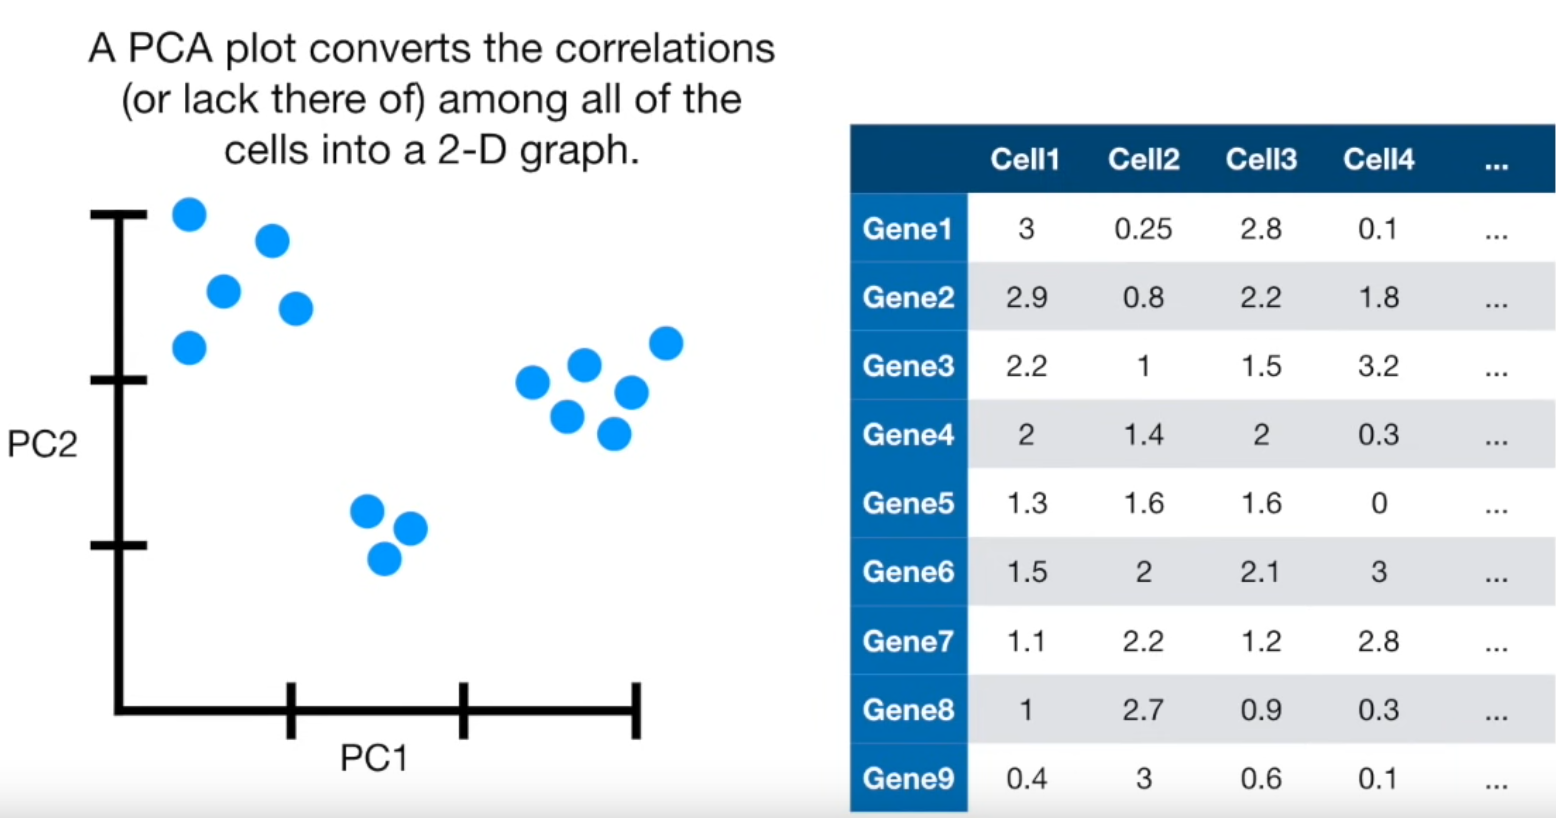 A PCA plot converts the correlations
(or lack there of) among all of the
cells into a 2-D graph.
PC2
PC1
Cell1 Cell2 Cell3 Cell4 ...
Gene1 3 0.25 2.8 0.1 ...
Gene2 2.9 0.8 2.2 1.8 ...
Gene3 2.2 1 1.5 3.2 ...
Gene4 2 1.4 2 0.3 ...
Gene5 1.3 1.6 1.6 0 ...
Gene6 1.5 2 2.1 3 ...
Gene7 1.1 2.2 1.2 2.8 ...
Gene8 1 2.7 0.9 0.3 ...
Gene9 0.4 3 0.6 0.1 ...